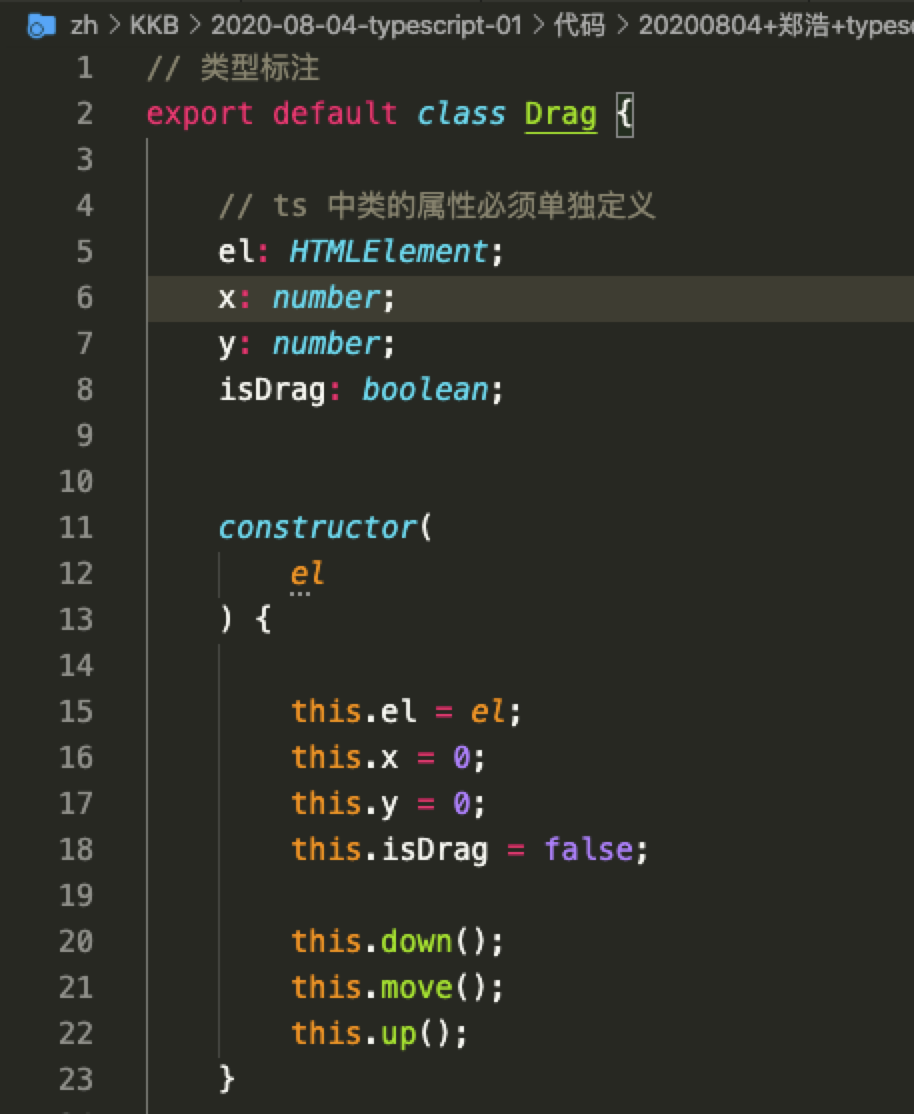 zh > KKB > 2020-08-04-typescript-01 > 代码 > 20200804+郑浩+types
1 // 类型标注
2 export default class Drag {
3
4 // ts 中类的属性必须单独定义
5 el: HTMLElement;
6 x: number;
7 y: number;
8 isDrag: boolean;
9
10
11 constructor(
12 el
13 ) {
14
15 this.el = el;
16 this.x = 0;
17 this.y = 0;
18 this.isDrag = false;
19
20 this.down();
21 this.move();
22 this.up();
23 }